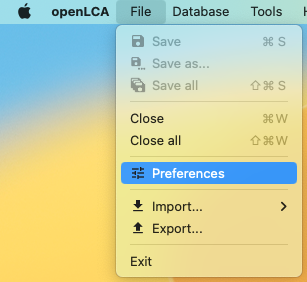 openLCA File Database Tools
Save ⌘ S
Save as...
Save all ⇧ ⌘ S
Close ⌘ W
Close all ⇧ ⌘ W
Preferences
Import...
Export...
Exit